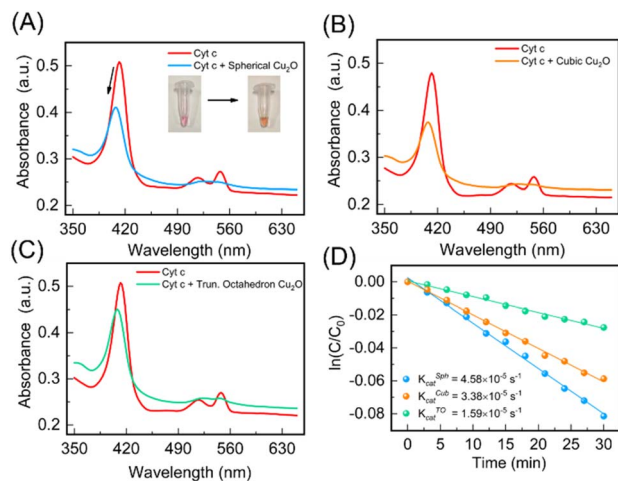 (A)
Cyt c
Cyt c + Spherical Cu₂O
Absorbance (a.u.)
0.5
0.4
0.3
0.2
350 420 490 560 630
Wavelength (nm)
(B)
Cyt c
Cyt c + Cubic Cu₂O
Absorbance (a.u.)
0.5
0.4
0.3
0.2
350 420 490 560 630
Wavelength (nm)
(C)
Cyt c
Cyt c + Trun. Octahedron Cu₂O
Absorbance (a.u.)
0.5
0.4
0.3
0.2
350 420 490 560 630
Wavelength (nm)
(D)
ln(C/C₀)
0.00
-0.02
-0.04
-0.06
-0.08
K_cat^Sph = 4.58×10⁻⁵ s⁻¹
K_cat^Cub = 3.38×10⁻⁵ s⁻¹
K_cat^TO = 1.59×10⁻⁵ s⁻¹
0 5 10 15 20 25 30
Time (min)